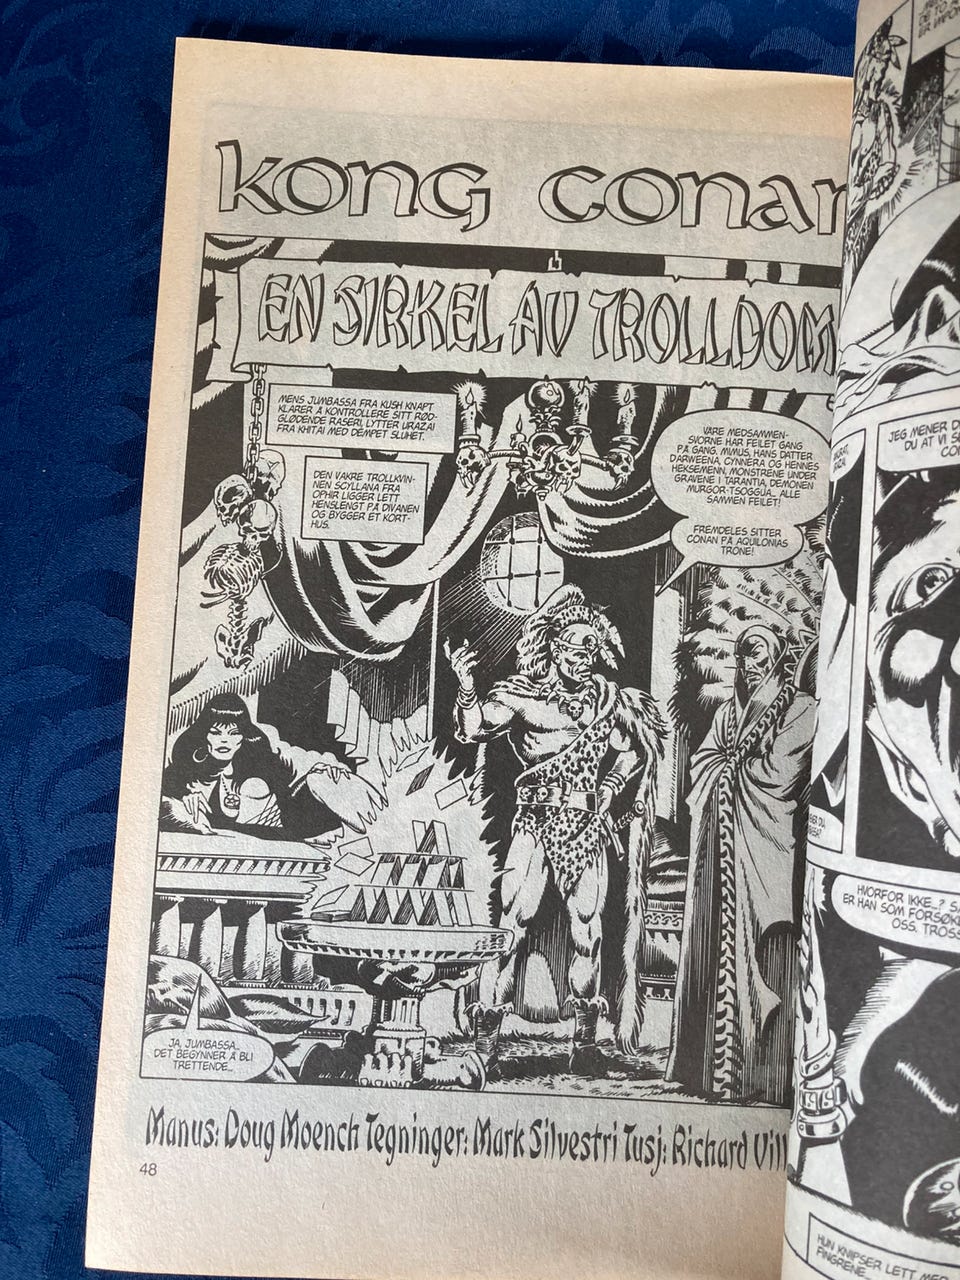 kong conan
EN SIRKEL AV TROLLDOM
MENS JUMBASSA FRA KUSH KNAPT
KLARER Å KONTROLLERE SITT RØD-
GLØDENDE RASERI, LYTTER URAZAI
FRA KHITAI MED DEMPET SLUHET.
DEN VAKRE TROLLKVIN-
NEN SCYLLANA FRA
OPHIR LIGGER LETT
HENSLENGT PÅ DIVANEN
OG BYGGER ET KORT-
HUS.
VÅRE MEDSAMMEN-
SVORNE HAR FEILET GANG
PÅ GANG. MIMUS, HANS DATTER
DARWEENA, CYNNERA OG HENNES
HEKSEMENN, MONSTRENE UNDER
GRAVENE I TARANTIA, DEMONEN
MURGOR-TSOGGUA... ALLE
SAMMEN FEILET!
FREMDELES SITTER
CONAN PÅ AQUILONIAS
TRONE!
JA, JUMBASSA...
DET BEGYNNER Å BLI
TRETTENDE...
Manus: Doug Moench Tegninger: Mark Silvestri Tusj: Richard Vill
48
JEG MENER D
DU AT VI S
CO
HVORFOR IKKE...? SA
ER HAN SOM FORSØK
OSS. TROSS
HUN KNIPSER LETT MED
FINGRENE